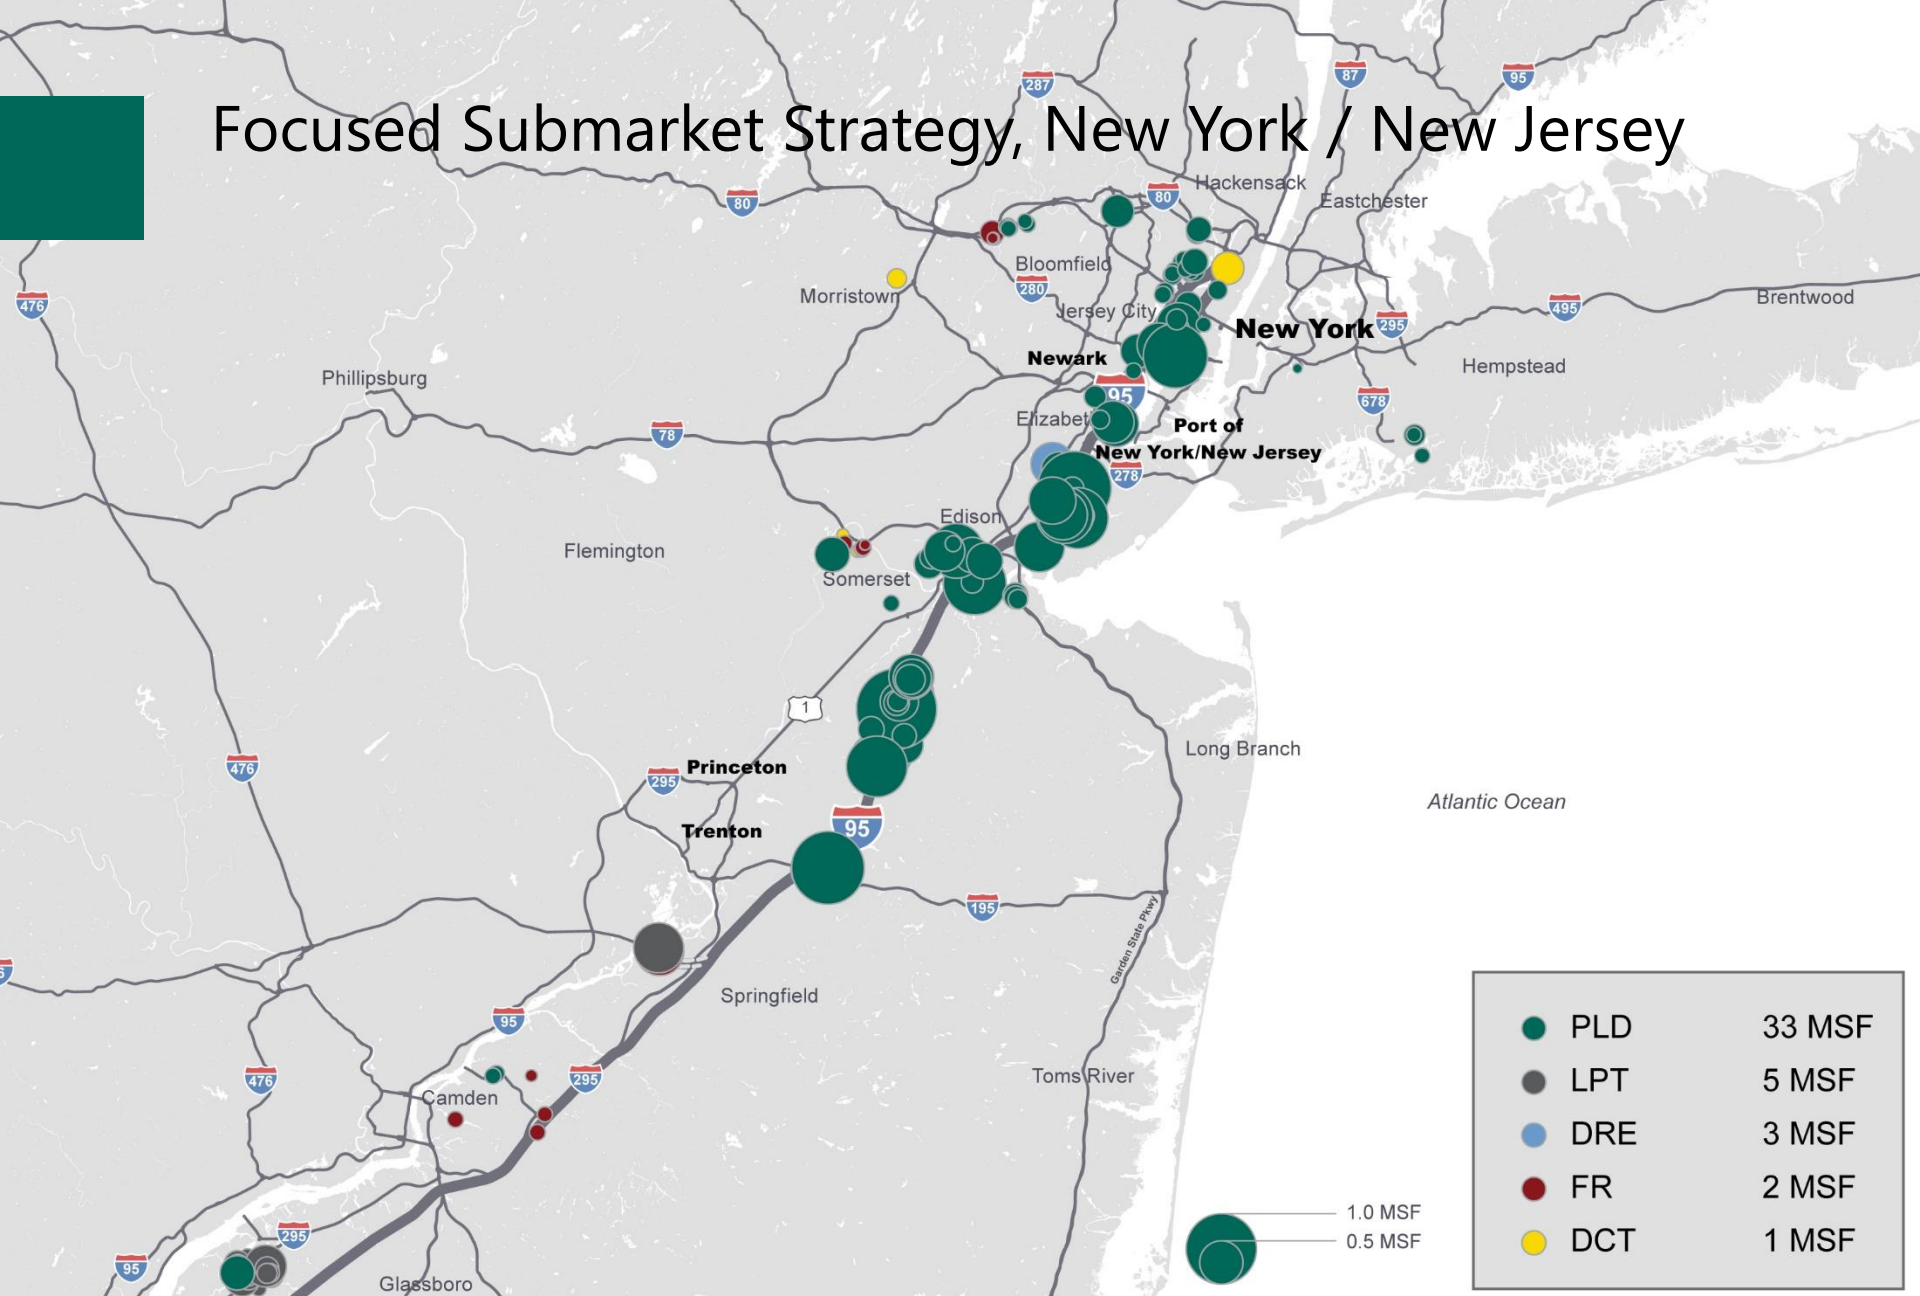 287
87
95
Focused Submarket Strategy, New York / New Jersey
80
80
Hackensack
Eastchester
Bloomfield
280
Morristown
476
Jersey City
New York
295
495
Brentwood
Newark
Hempstead
Phillipsburg
95
678
Elizabet
Port of
New York/New Jersey
78
278
Edison
Flemington
Somerset
1
Long Branch
476
295
Princeton
Atlantic Ocean
Trenton
95
195
Garden State Pkwy
6
Springfield
95
476
295
Toms River
Camden
295
95
Glassboro
1.0 MSF
0.5 MSF
PLD 33 MSF
LPT 5 MSF
DRE 3 MSF
FR 2 MSF
DCT 1 MSF